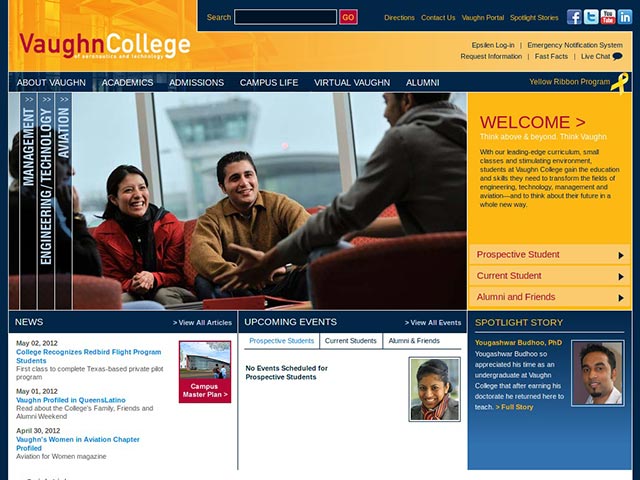 Search
GO
Directions
Contact Us
Vaughn Portal
Spotlight Stories
VaughnCollege
of aeronautics and technology
Epsilen Log-in | Emergency Notification System
Request Information | Fast Facts | Live Chat
ABOUT VAUGHN
ACADEMICS
ADMISSIONS
CAMPUS LIFE
VIRTUAL VAUGHN
ALUMNI
Yellow Ribbon Program
MANAGEMENT >>
ENGINEERING/TECHNOLOGY >>
AVIATION >>
WELCOME >
Think above & beyond. Think Vaughn.
With our leading-edge curriculum, small
classes and stimulating environment,
students at Vaughn College gain the education
and skills they need to transform the fields of
engineering, technology, management and
aviation—and to think about their future in a
whole new way.
Prospective Student
Current Student
Alumni and Friends
NEWS
> View All Articles
May 02, 2012
College Recognizes Redbird Flight Program
Students
First class to complete Texas-based private pilot
program
May 01, 2012
Vaughn Profiled in QueensLatino
Read about the College's Family, Friends and
Alumni Weekend
April 30, 2012
Vaughn's Women in Aviation Chapter
Profiled
Aviation for Women magazine
Campus
Master Plan >
UPCOMING EVENTS
> View All Events
Prospective Students
Current Students
Alumni & Friends
No Events Scheduled for
Prospective Students
SPOTLIGHT STORY
Yougashwar Budhoo, PhD
Yougashwar Budhoo so
appreciated his time as an
undergraduate at Vaughn
College that after earning his
doctorate he returned here to
teach. > Full Story